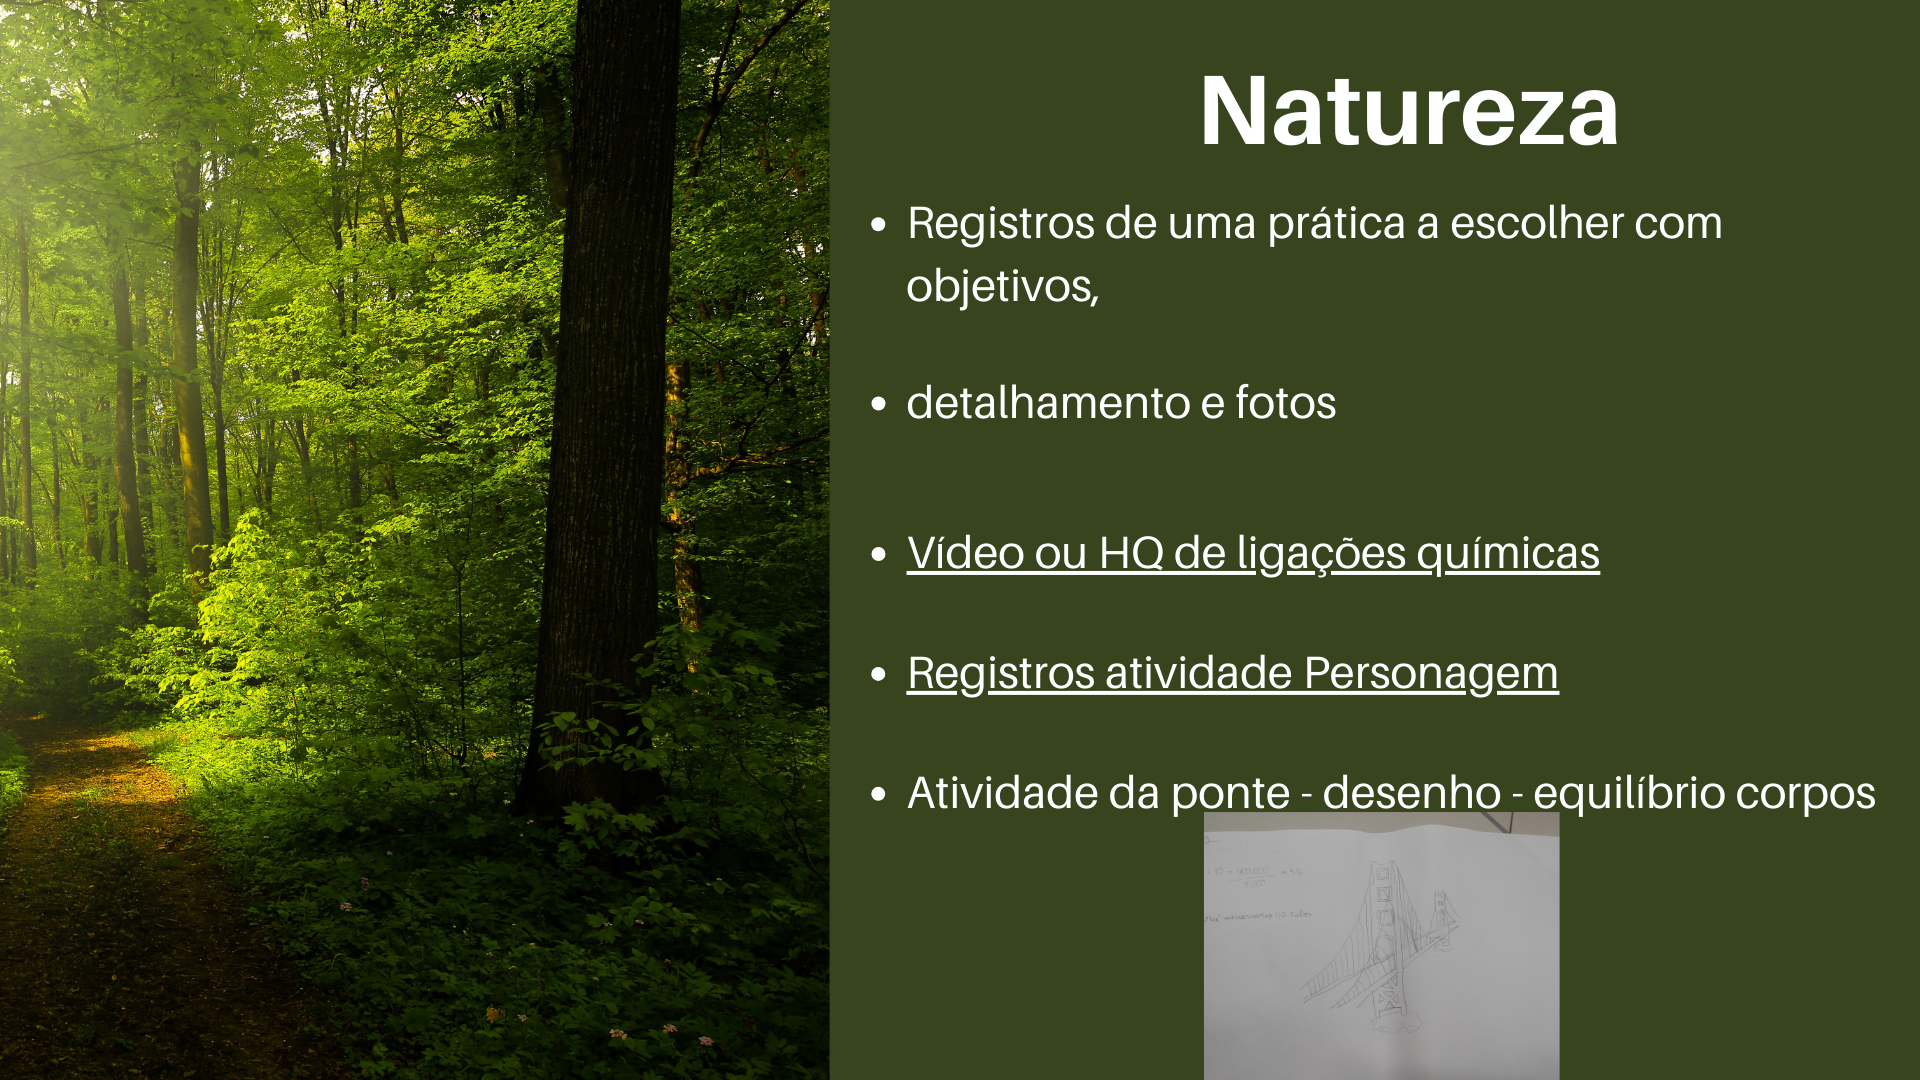 Natureza
• Registros de uma prática a escolher com
objetivos,
• detalhamento e fotos
• Vídeo ou HQ de ligações químicas
• Registros atividade Personagem
• Atividade da ponte - desenho - equilíbrio corpos